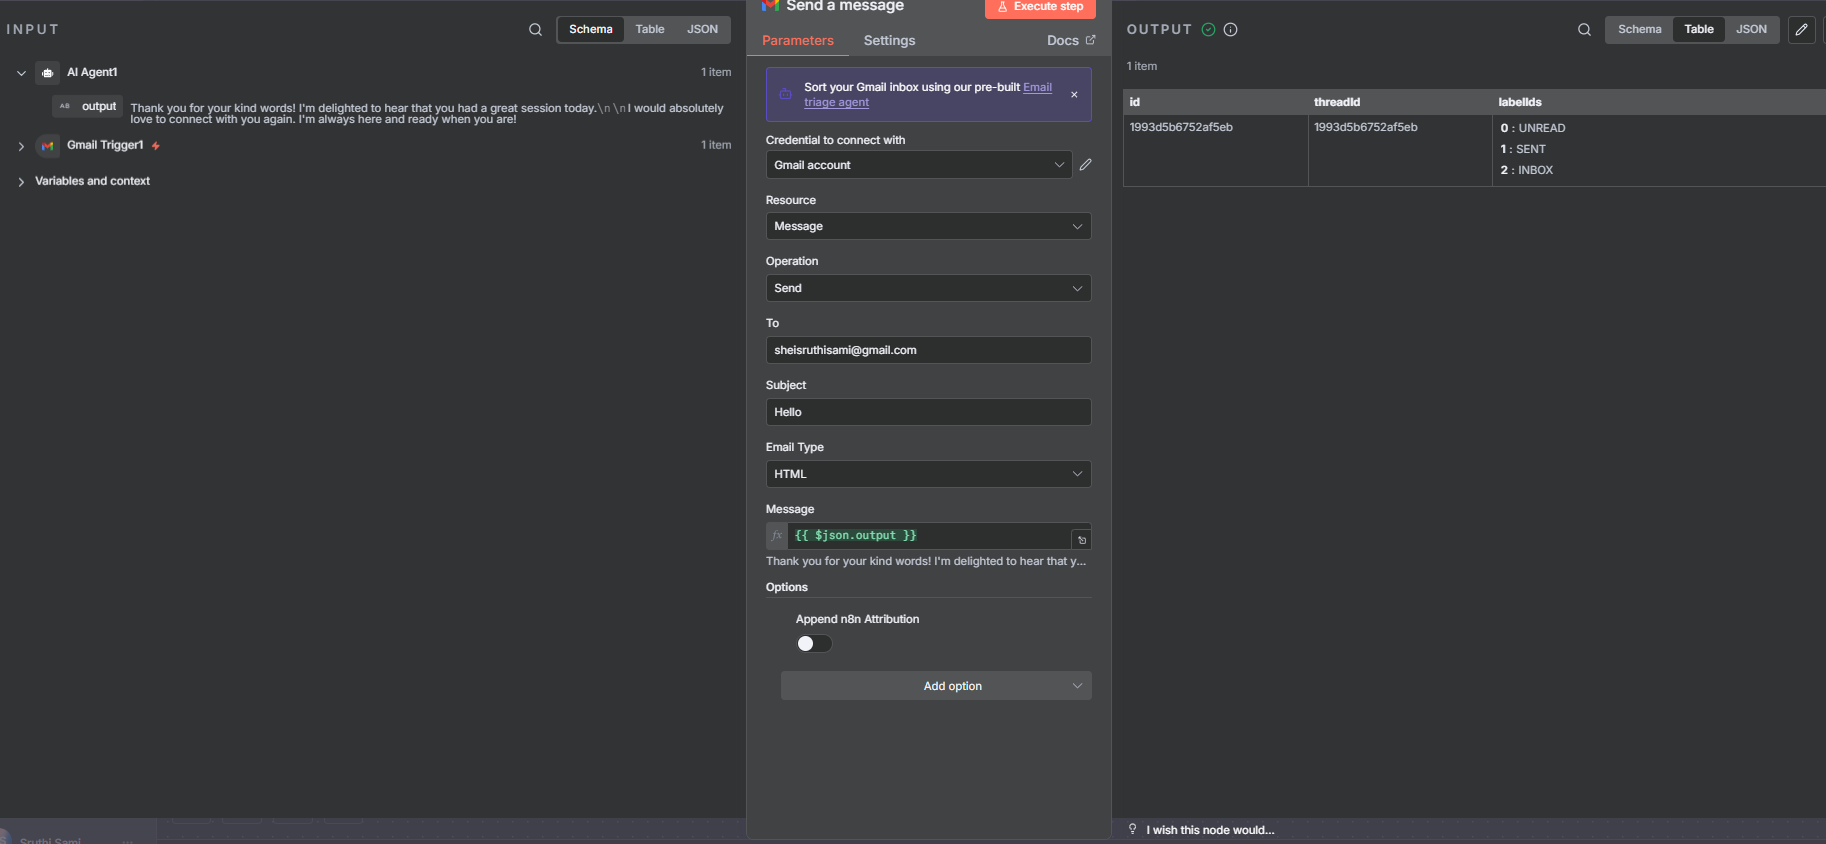 INPUT
Schema Table JSON
AI Agent1 1 item
AB output Thank you for your kind words! I'm delighted to hear that you had a great session today.\n\nI would absolutely
love to connect with you again. I'm always here and ready when you are!
Gmail Trigger1 1 item
Variables and context
Send a message
Execute step
Parameters Settings Docs
Sort your Gmail inbox using our pre-built Email
triage agent
Credential to connect with
Gmail account
Resource
Message
Operation
Send
To
sheisruthisami@gmail.com
Subject
Hello
Email Type
HTML
Message
fx {{ $json.output }}
Thank you for your kind words! I'm delighted to hear that y...
Options
Append n8n Attribution
Add option
OUTPUT
Schema Table JSON
1 item
id threadId labelIds
1993d5b6752af5eb 1993d5b6752af5eb 0 : UNREAD
1 : SENT
2 : INBOX
I wish this node would...
Sruthi Sami